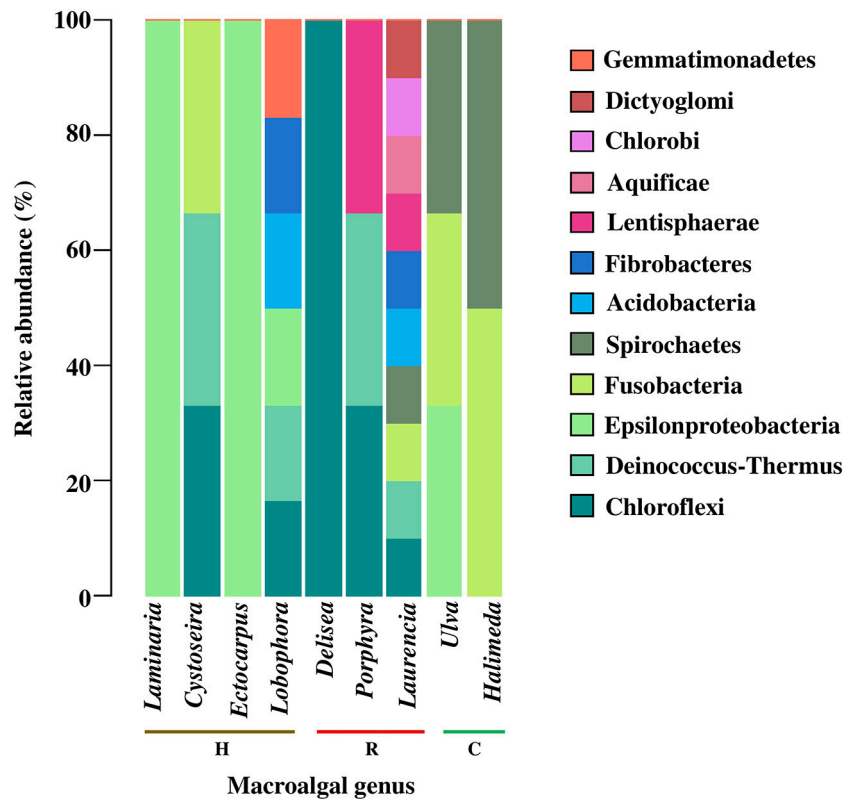 100
80
60
40
20
0
Relative abundance (%)
Gemmatimonadetes
Dictyoglomi
Chlorobi
Aquificae
Lentisphaerae
Fibrobacteres
Acidobacteria
Spirochaetes
Fusobacteria
Epsilonproteobacteria
Deinococcus-Thermus
Chloroflexi
Laminaria
Cystoseira
Ectocarpus
Lobophora
Delisea
Porphyra
Laurencia
Ulva
Halimeda
H
R
C
Macroalgal genus